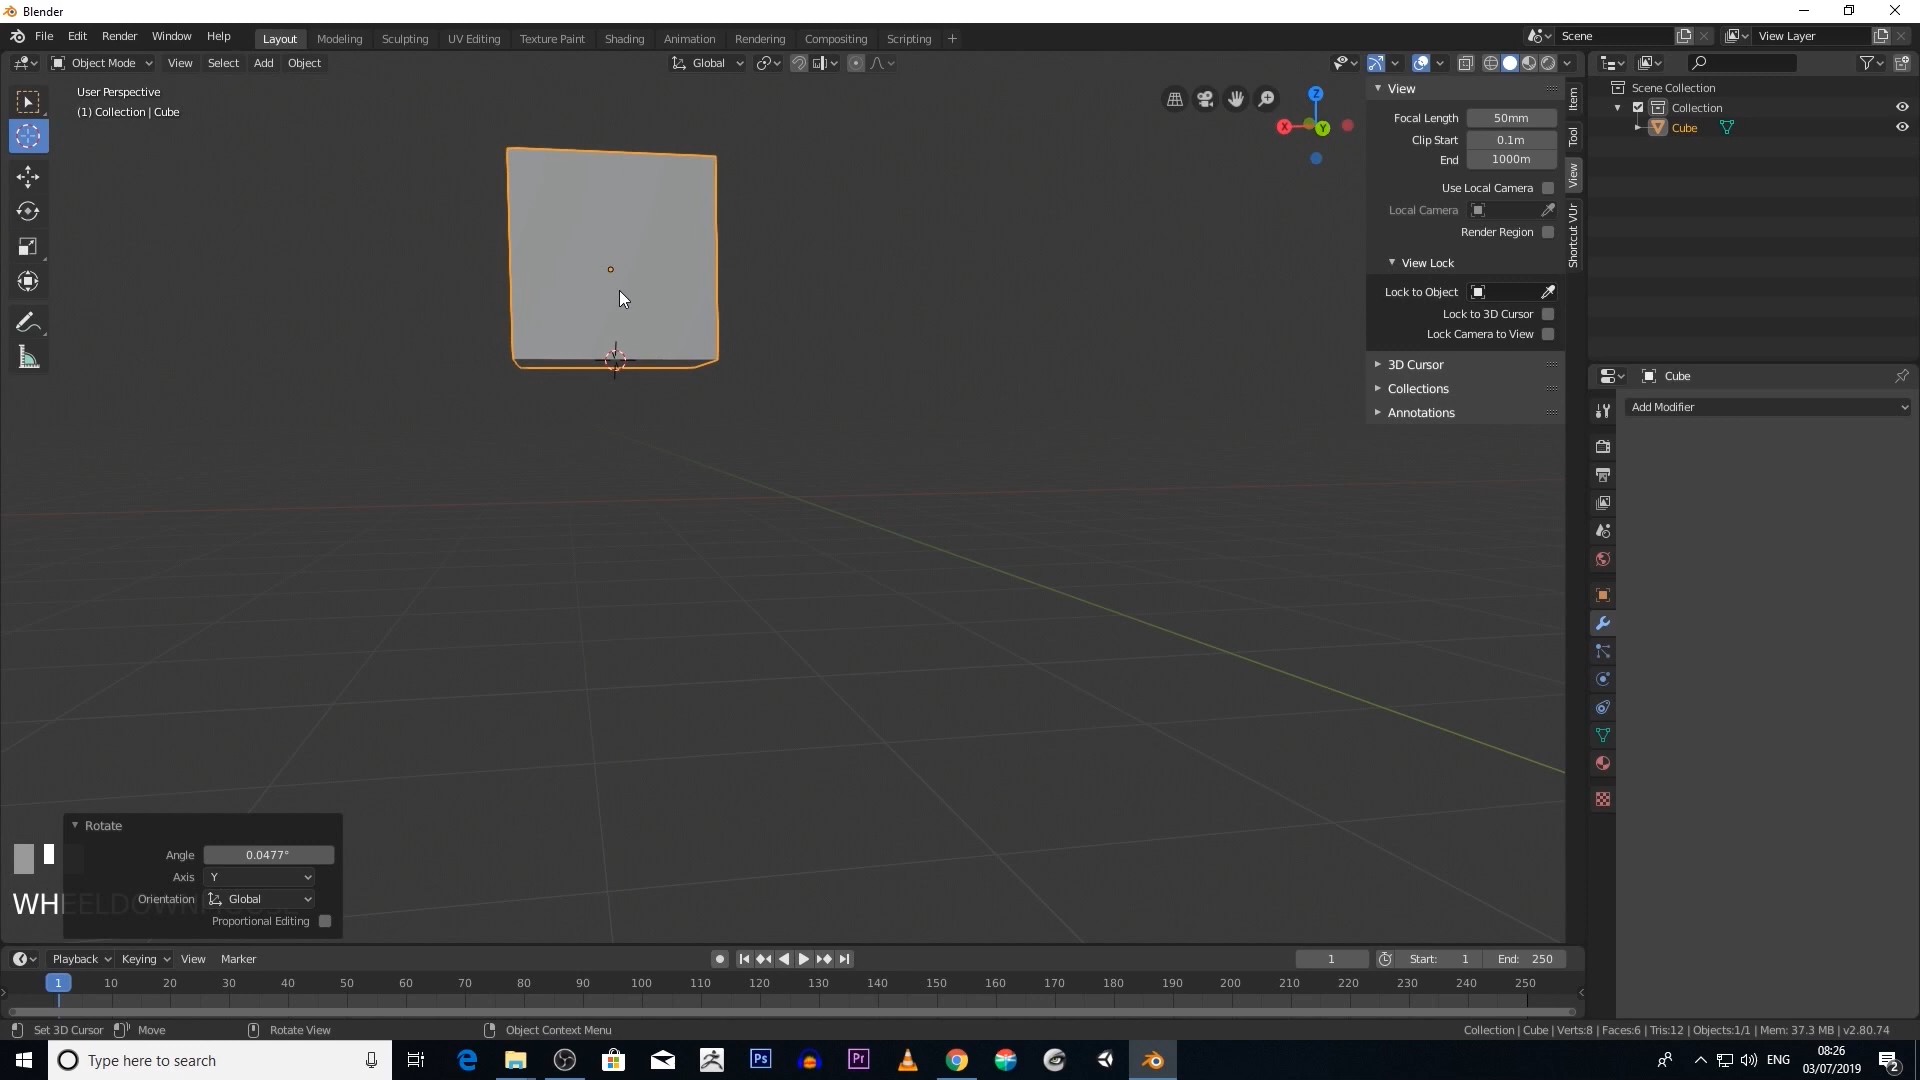 Blender
File Edit Render Window Help Layout Modeling Sculpting UV Editing Texture Paint Shading Animation Rendering Compositing Scripting + Scene View Layer
Object Mode View Select Add Object Global
User Perspective
(1) Collection | Cube
X Y Z
View
Focal Length 50mm
Clip Start 0.1m
End 1000m
Use Local Camera
Local Camera
Render Region
View Lock
Lock to Object
Lock to 3D Cursor
Lock Camera to View
3D Cursor
Collections
Annotations
Item
Tool
View
Shortcut VUr
Scene Collection
Collection
Cube
Cube
Add Modifier
Rotate
Angle 0.0477°
Axis Y
Orientation Global
Proportional Editing
WHEELDOWN
Playback Keying View Marker 1 Start: 1 End: 250
1 10 20 30 40 50 60 70 80 90 100 110 120 130 140 150 160 170 180 190 200 210 220 230 240 250
Set 3D Cursor Move Rotate View Object Context Menu Collection | Cube | Verts:8 | Faces:6 | Tris:12 | Objects:1/1 | Mem: 37.3 MB | v2.80.74
Type here to search Ps Pr ENG 08:26
03/07/2019 2